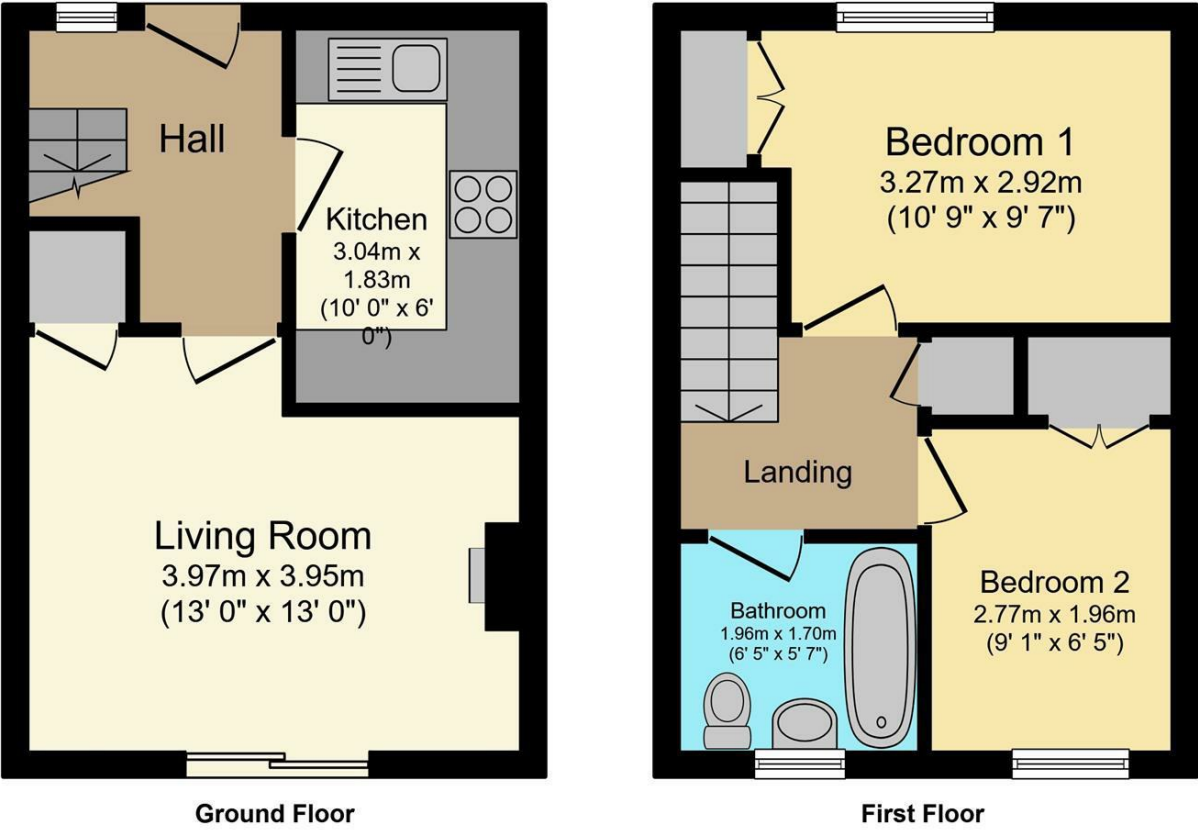 Hall
Kitchen
3.04m x
1.83m
(10' 0" x 6'
0")
Living Room
3.97m x 3.95m
(13' 0" x 13' 0")
Ground Floor
Bedroom 1
3.27m x 2.92m
(10' 9" x 9' 7")
Landing
Bathroom
1.96m x 1.70m
(6' 5" x 5' 7")
Bedroom 2
2.77m x 1.96m
(9' 1" x 6' 5")
First Floor